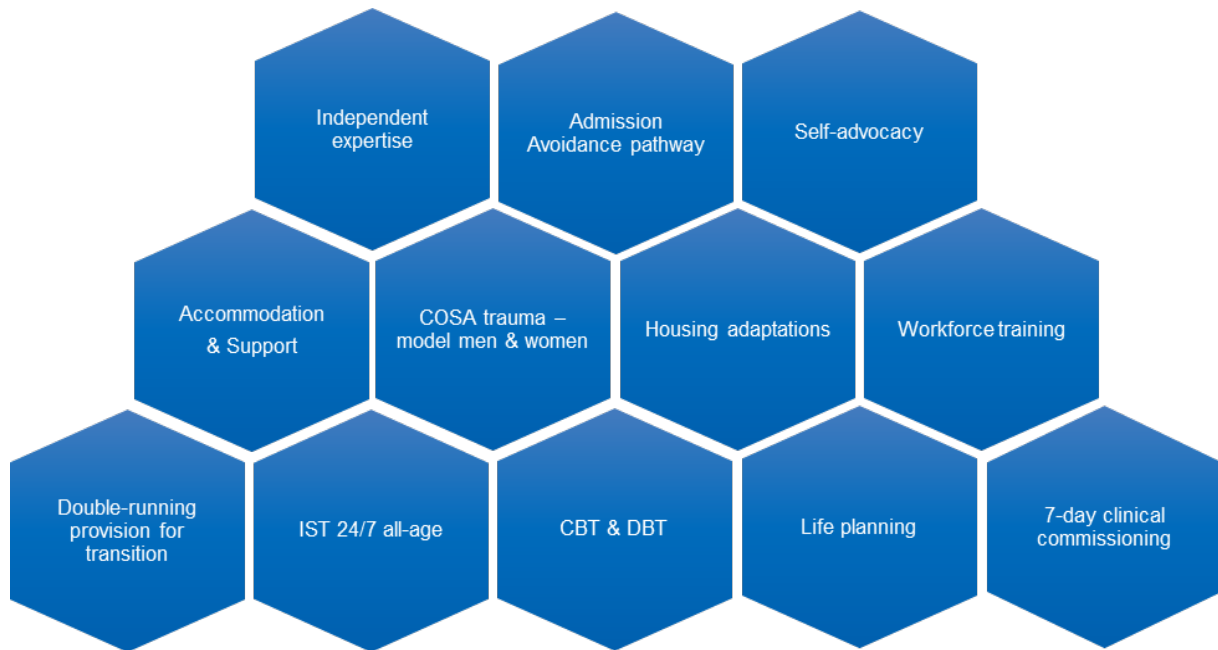 Independent
expertise
Admission
Avoidance pathway
Self-advocacy
Accommodation
& Support
COSA trauma –
model men & women
Housing adaptations
Workforce training
Double-running
provision for
transition
IST 24/7 all-age
CBT & DBT
Life planning
7-day clinical
commissioning